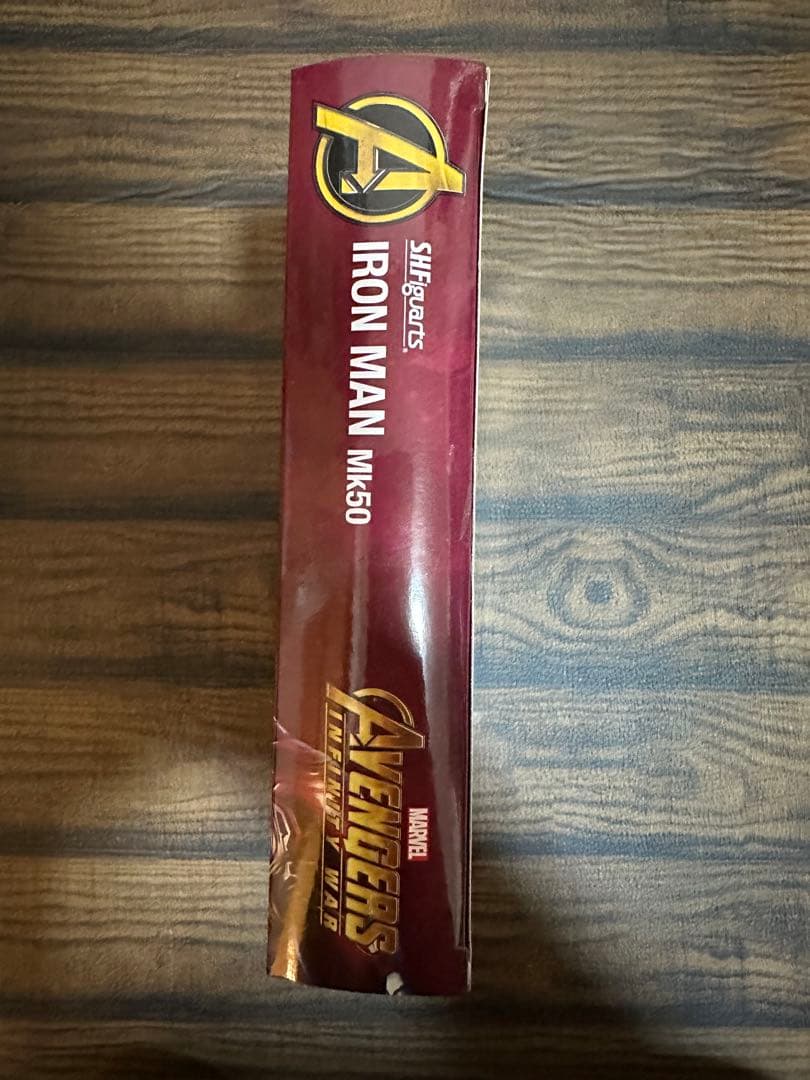 S.H.Figuarts®
IRON MAN Mk50
MARVEL
AVENGERS
INFINITY WAR